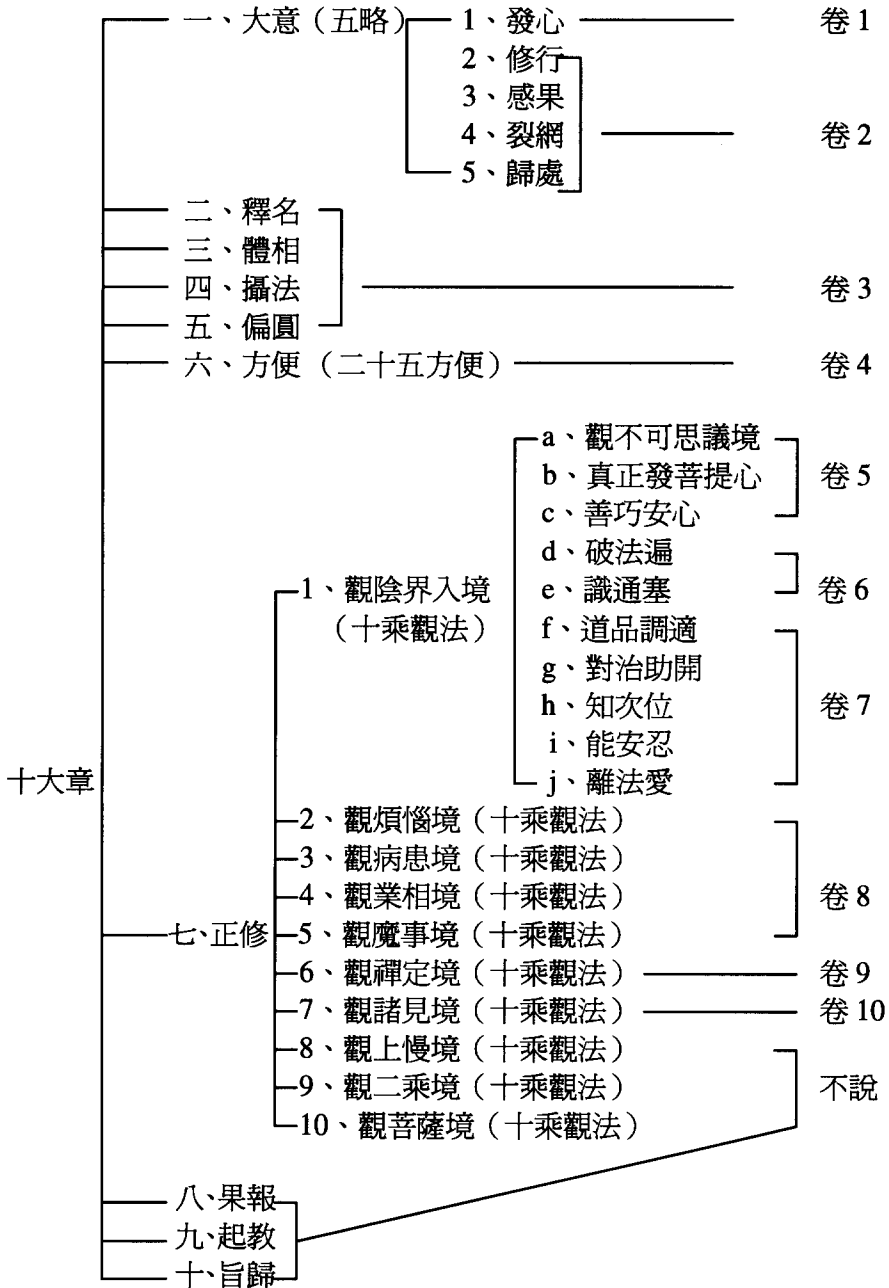 一、大意（五略） 1、發心 卷1
2、修行
3、感果
4、裂網 卷2
5、歸處
二、釋名
三、體相
四、攝法 卷3
五、偏圓
六、方便（二十五方便） 卷4
a、觀不可思議境
b、真正發菩提心 卷5
c、善巧安心
d、破法遍
1、觀陰界入境 e、識通塞 卷6
（十乘觀法） f、道品調適
g、對治助開
h、知次位 卷7
i、能安忍
十大章 j、離法愛
2、觀煩惱境（十乘觀法）
3、觀病患境（十乘觀法）
4、觀業相境（十乘觀法） 卷8
七、正修 5、觀魔事境（十乘觀法）
6、觀禪定境（十乘觀法） 卷9
7、觀諸見境（十乘觀法） 卷10
8、觀上慢境（十乘觀法）
9、觀二乘境（十乘觀法） 不說
10、觀菩薩境（十乘觀法）
八、果報
九、起教
十、旨歸